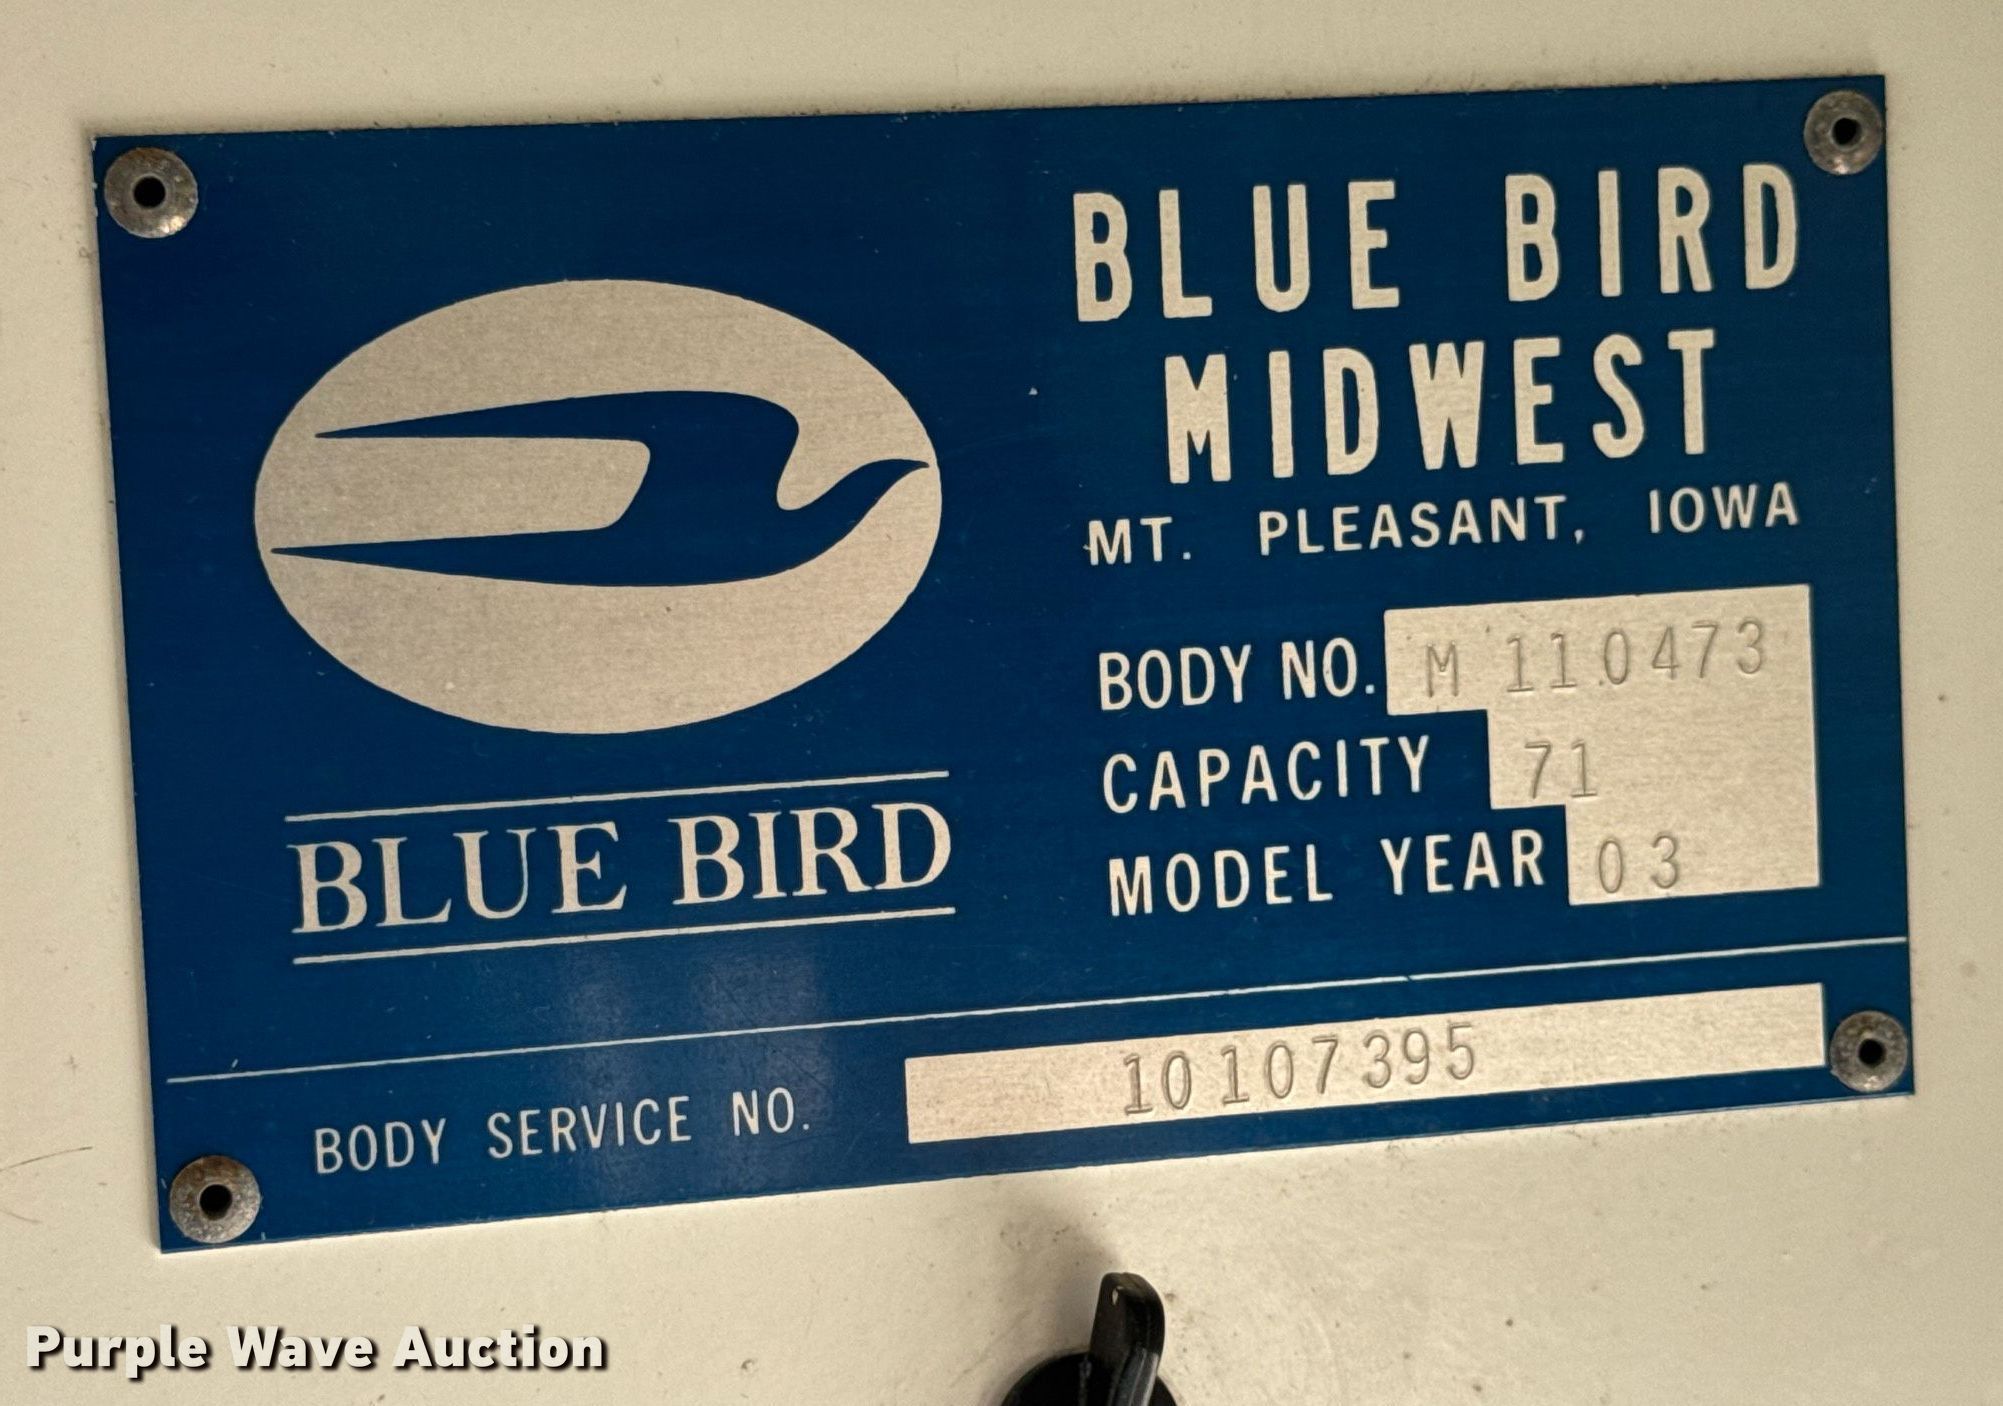 BLUE BIRD
MIDWEST
MT. PLEASANT, IOWA
BODY NO. M 110473
CAPACITY 71
MODEL YEAR 03
BLUE BIRD
BODY SERVICE NO. 10107395
Purple Wave Auction